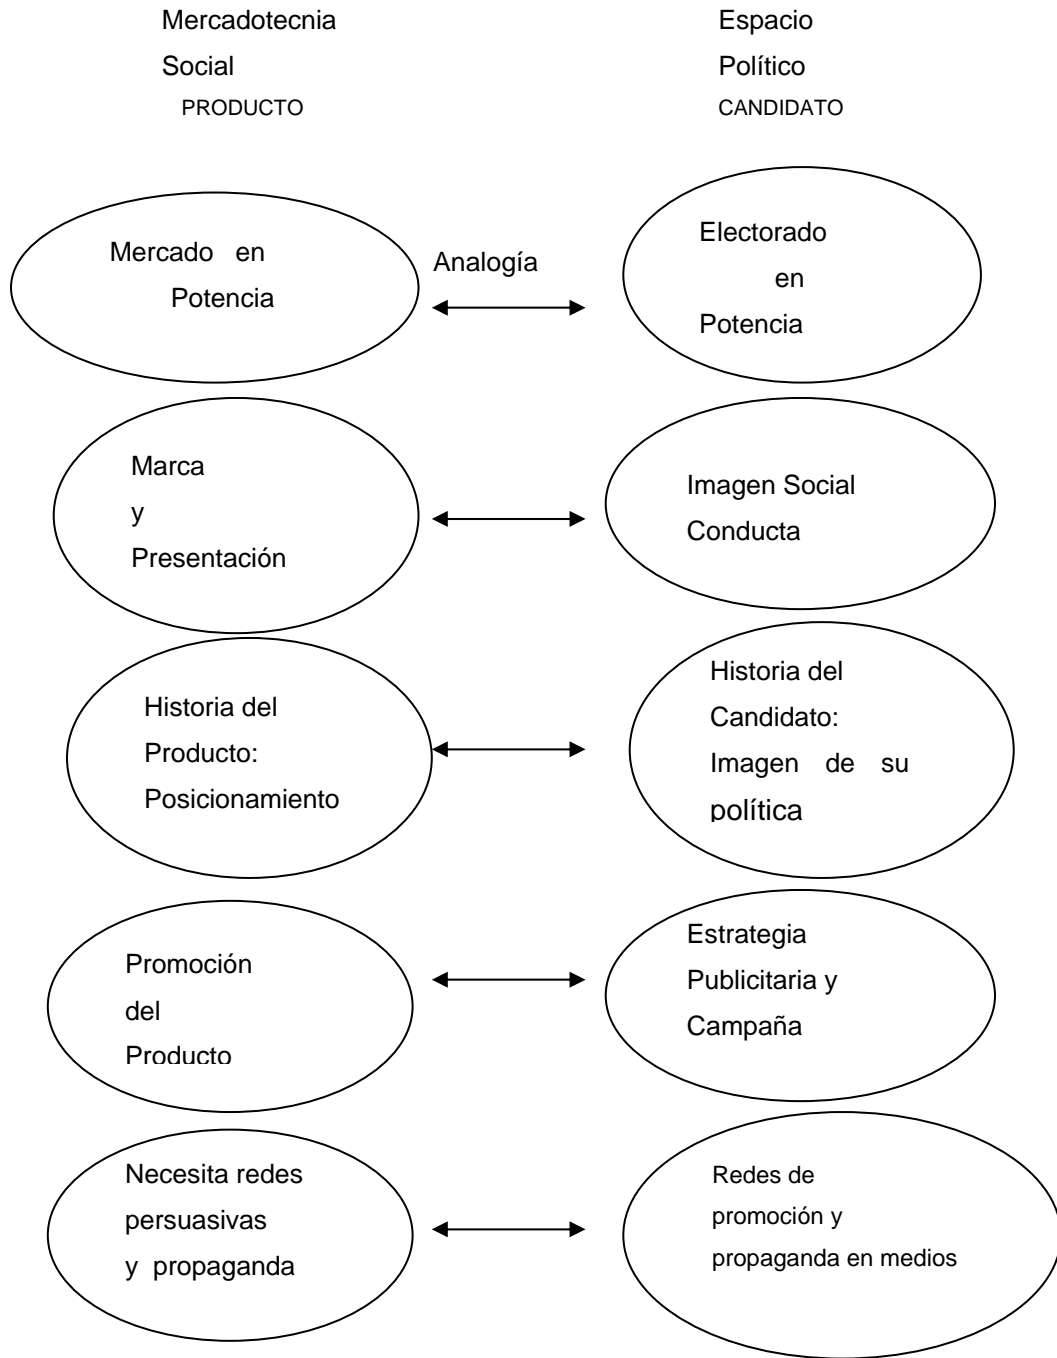 Mercadotecnia
Social
PRODUCTO
Espacio
Político
CANDIDATO
Mercado en
Potencia
Analogía
Electorado
en
Potencia
Marca
y
Presentación
Imagen Social
Conducta
Historia del
Producto:
Posicionamiento
Historia del
Candidato:
Imagen de su
política
Promoción
del
Producto
Estrategia
Publicitaria y
Campaña
Necesita redes
persuasivas
y propaganda
Redes de
promoción y
propaganda en medios